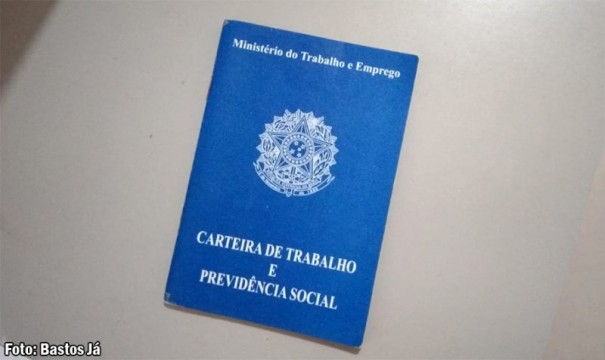 Ministério do Trabalho e Emprego
CARTEIRA DE TRABALHO
E
PREVIDÊNCIA SOCIAL
Foto: Bastos Já